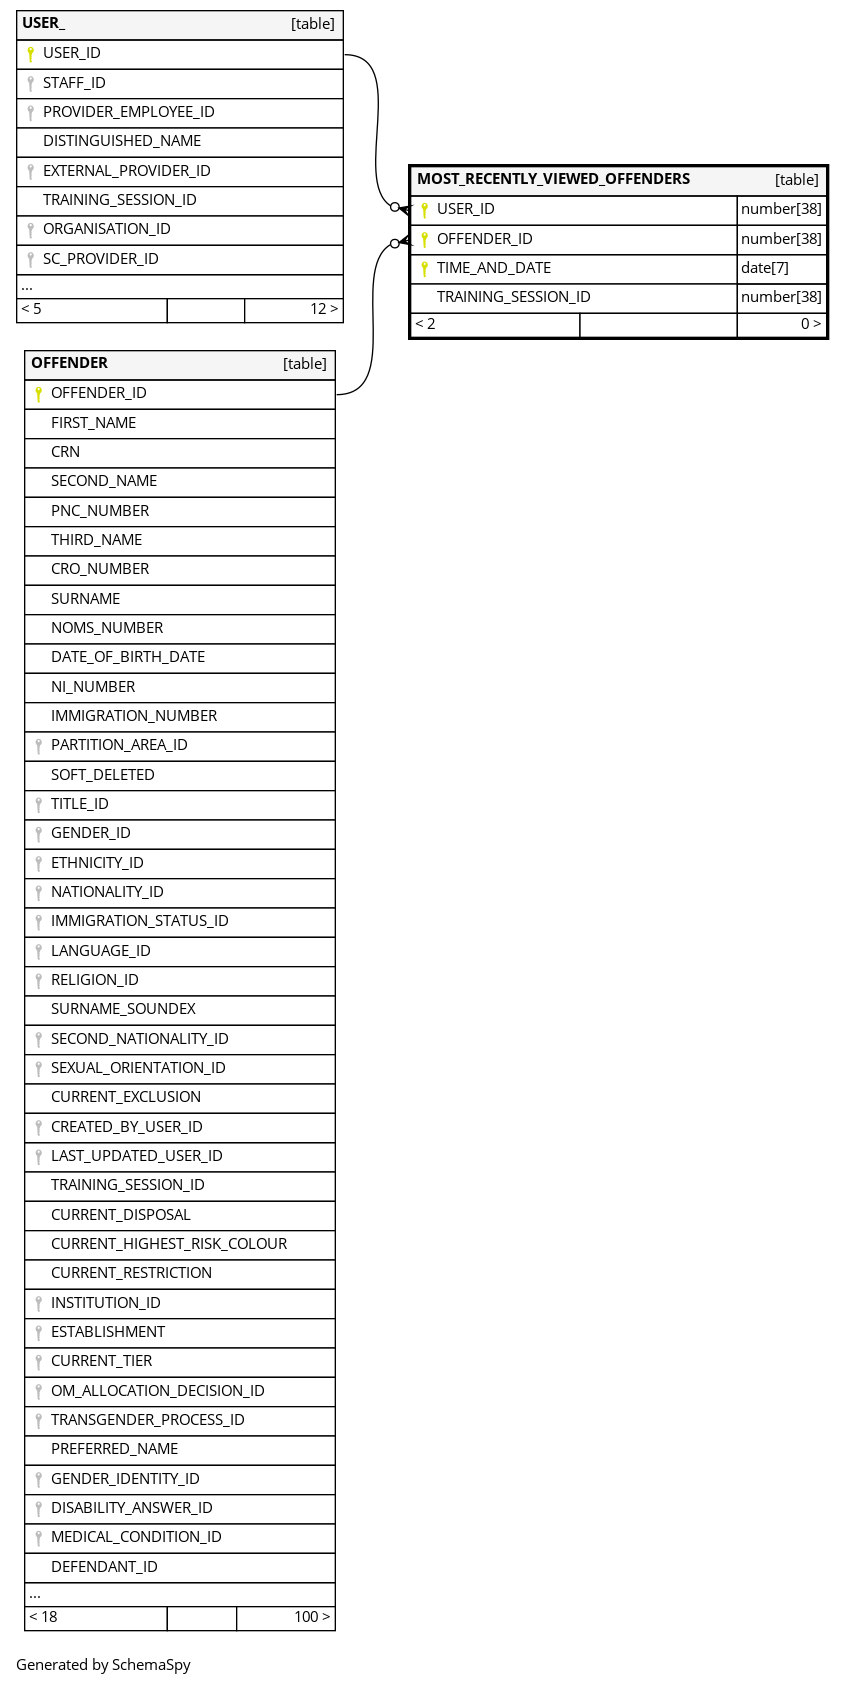 USER_ [table]
USER_ID
STAFF_ID
PROVIDER_EMPLOYEE_ID
DISTINGUISHED_NAME
EXTERNAL_PROVIDER_ID
TRAINING_SESSION_ID
ORGANISATION_ID
SC_PROVIDER_ID
...
< 5 12 >
MOST_RECENTLY_VIEWED_OFFENDERS [table]
USER_ID number[38]
OFFENDER_ID number[38]
TIME_AND_DATE date[7]
TRAINING_SESSION_ID number[38]
< 2 0 >
OFFENDER [table]
OFFENDER_ID
FIRST_NAME
CRN
SECOND_NAME
PNC_NUMBER
THIRD_NAME
CRO_NUMBER
SURNAME
NOMS_NUMBER
DATE_OF_BIRTH_DATE
NI_NUMBER
IMMIGRATION_NUMBER
PARTITION_AREA_ID
SOFT_DELETED
TITLE_ID
GENDER_ID
ETHNICITY_ID
NATIONALITY_ID
IMMIGRATION_STATUS_ID
LANGUAGE_ID
RELIGION_ID
SURNAME_SOUNDEX
SECOND_NATIONALITY_ID
SEXUAL_ORIENTATION_ID
CURRENT_EXCLUSION
CREATED_BY_USER_ID
LAST_UPDATED_USER_ID
TRAINING_SESSION_ID
CURRENT_DISPOSAL
CURRENT_HIGHEST_RISK_COLOUR
CURRENT_RESTRICTION
INSTITUTION_ID
ESTABLISHMENT
CURRENT_TIER
OM_ALLOCATION_DECISION_ID
TRANSGENDER_PROCESS_ID
PREFERRED_NAME
GENDER_IDENTITY_ID
DISABILITY_ANSWER_ID
MEDICAL_CONDITION_ID
DEFENDANT_ID
...
< 18 100 >
Generated by SchemaSpy